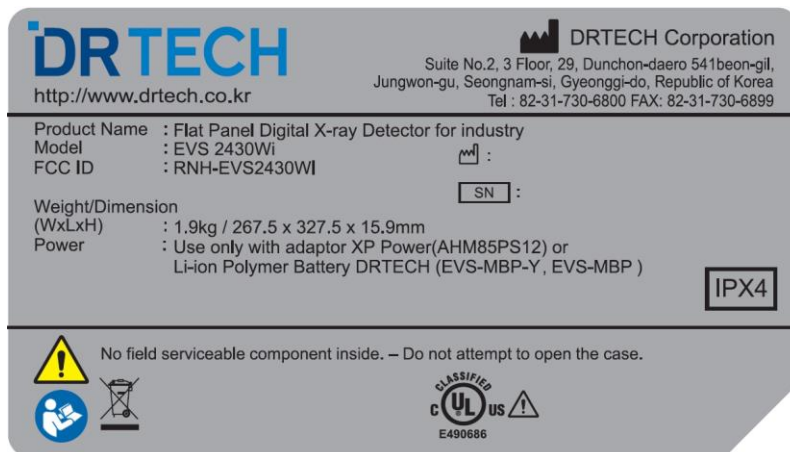 DRTECH
http://www.drtech.co.kr
DRTECH Corporation
Suite No.2, 3 Floor, 29, Dunchon-daero 541beon-gil,
Jungwon-gu, Seongnam-si, Gyeonggi-do, Republic of Korea
Tel : 82-31-730-6800 FAX: 82-31-730-6899
Product Name : Flat Panel Digital X-ray Detector for industry
Model : EVS 2430Wi
:
FCC ID : RNH-EVS2430WI
SN :
Weight/Dimension
(WxLxH) : 1.9kg / 267.5 x 327.5 x 15.9mm
Power : Use only with adaptor XP Power(AHM85PS12) or
Li-ion Polymer Battery DRTECH (EVS-MBP-Y, EVS-MBP )
IPX4
No field serviceable component inside. – Do not attempt to open the case.
CLASSIFIED
C UL US
E490686